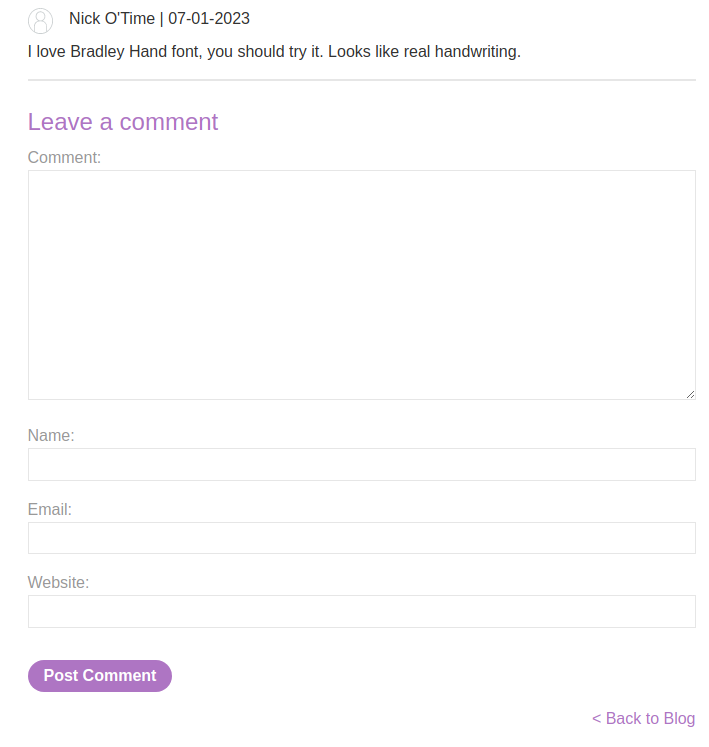 Nick O'Time | 07-01-2023
I love Bradley Hand font, you should try it. Looks like real handwriting.
Leave a comment
Comment:
Name:
Email:
Website:
Post Comment
< Back to Blog